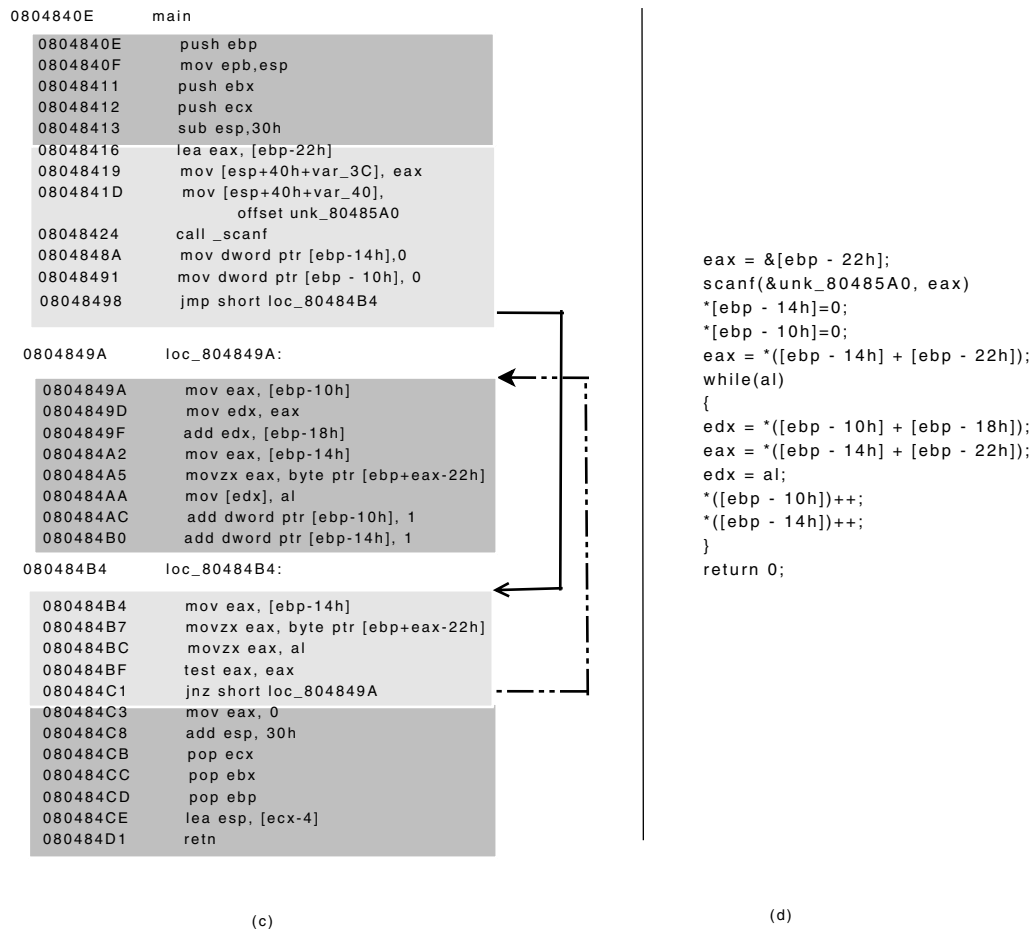 0804840E main
0804840E push ebp
0804840F mov epb,esp
08048411 push ebx
08048412 push ecx
08048413 sub esp,30h
08048416 lea eax, [ebp-22h]
08048419 mov [esp+40h+var_3C], eax
0804841D mov [esp+40h+var_40],
offset unk_80485A0
08048424 call _scanf
0804848A mov dword ptr [ebp-14h],0
08048491 mov dword ptr [ebp - 10h], 0
08048498 jmp short loc_80484B4
0804849A loc_804849A:
0804849A mov eax, [ebp-10h]
0804849D mov edx, eax
0804849F add edx, [ebp-18h]
080484A2 mov eax, [ebp-14h]
080484A5 movzx eax, byte ptr [ebp+eax-22h]
080484AA mov [edx], al
080484AC add dword ptr [ebp-10h], 1
080484B0 add dword ptr [ebp-14h], 1
080484B4 loc_80484B4:
080484B4 mov eax, [ebp-14h]
080484B7 movzx eax, byte ptr [ebp+eax-22h]
080484BC movzx eax, al
080484BF test eax, eax
080484C1 jnz short loc_804849A
080484C3 mov eax, 0
080484C8 add esp, 30h
080484CB pop ecx
080484CC pop ebx
080484CD pop ebp
080484CE lea esp, [ecx-4]
080484D1 retn
(c)
eax = &[ebp - 22h];
scanf(&unk_80485A0, eax)
*[ebp - 14h]=0;
*[ebp - 10h]=0;
eax = *([ebp - 14h] + [ebp - 22h]);
while(al)
{
edx = *([ebp - 10h] + [ebp - 18h]);
eax = *([ebp - 14h] + [ebp - 22h]);
edx = al;
*([ebp - 10h])++;
*([ebp - 14h])++;
}
return 0;
(d)